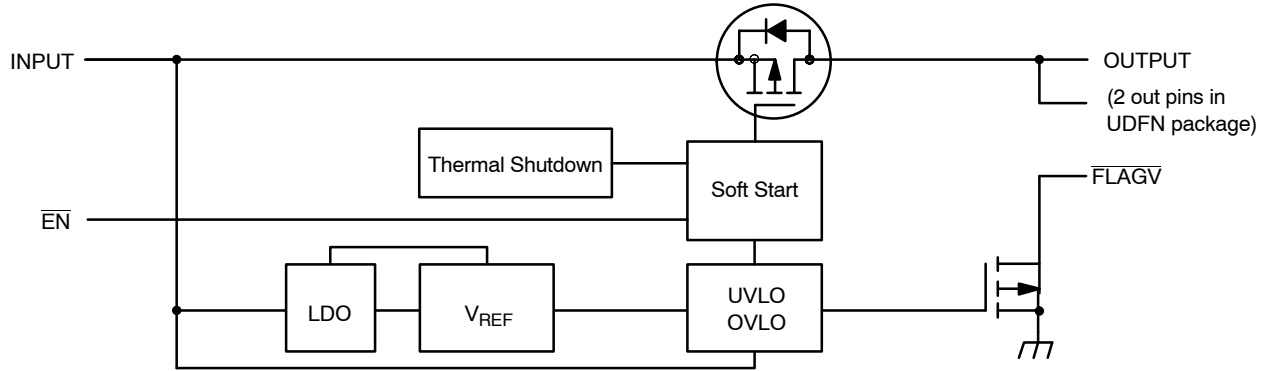 INPUT
OUTPUT
(2 out pins in
UDFN package)
Thermal Shutdown
Soft Start
FLAGV
EN
LDO
VREF
UVLO
OVLO